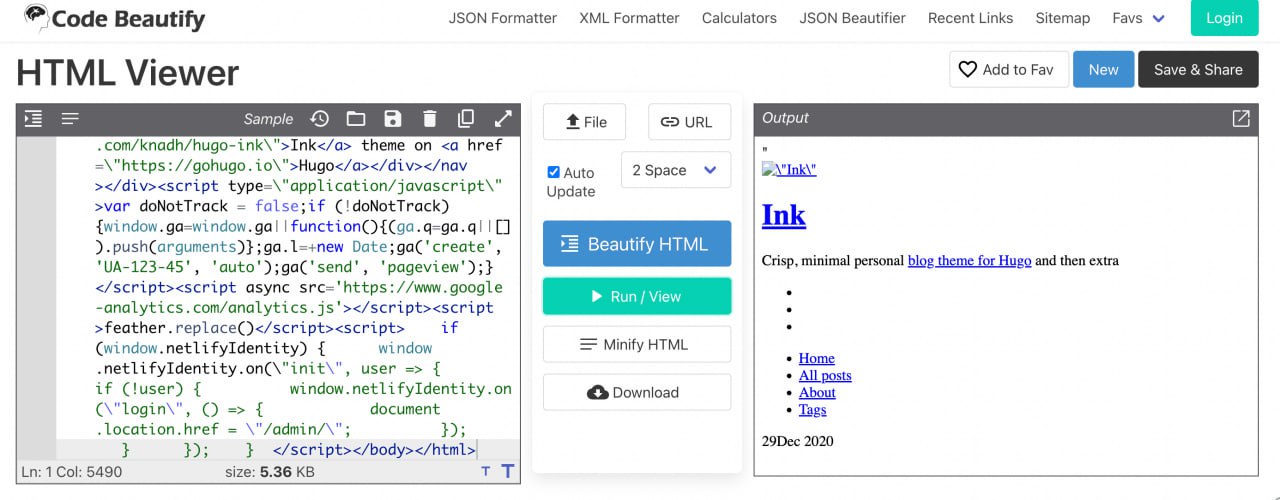 Code Beautify
JSON Formatter XML Formatter Calculators JSON Beautifier Recent Links Sitemap Favs Login
HTML Viewer
Add to Fav New Save & Share
Sample
.com/knadh/hugo-ink\">Ink</a> theme on <a href
=\"https://gohugo.io\">Hugo</a></div></nav
></div><script type=\"application/javascript\"
>var doNotTrack = false;if (!doNotTrack)
{window.ga=window.ga||function(){(ga.q=ga.q||[]
).push(arguments)};ga.l=+new Date;ga('create',
'UA-123-45', 'auto');ga('send', 'pageview');}
</script><script async src='https://www.google
-analytics.com/analytics.js'></script><script
>feather.replace()</script><script>    if
(window.netlifyIdentity) {       window
.netlifyIdentity.on(\"init\", user => {
if (!user) {         window.netlifyIdentity.on
(\"login\", () => {           document
.location.href = \"/admin/\";         });
}     });   }  </script></body></html>
Ln: 1 Col: 5490 size: 5.36 KB T T
File URL
Auto Update
2 Space
Beautify HTML
Run / View
Minify HTML
Download
Output
"
\"Ink\"
Ink
Crisp, minimal personal blog theme for Hugo and then extra
Home
All posts
About
Tags
29Dec 2020